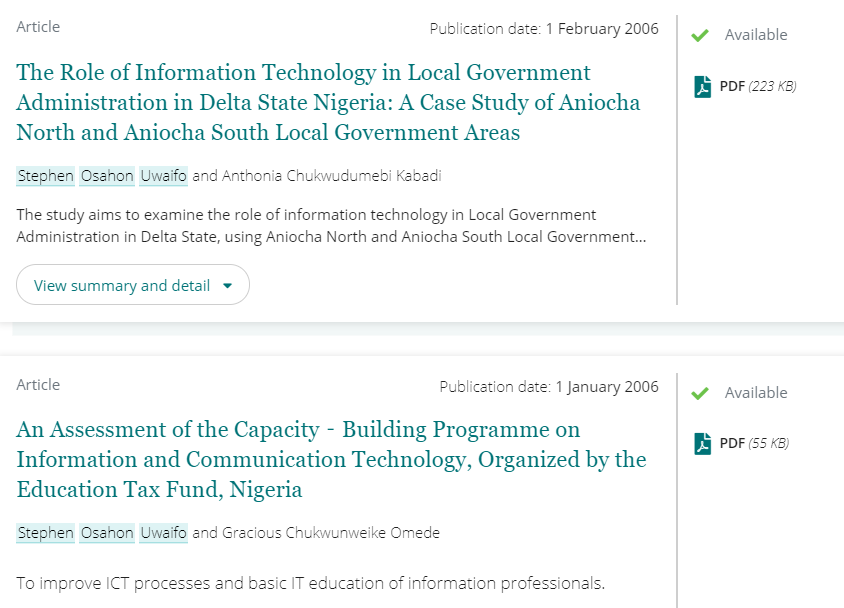 Article
Publication date: 1 February 2006
Available
The Role of Information Technology in Local Government
Administration in Delta State Nigeria: A Case Study of Aniocha
North and Aniocha South Local Government Areas
PDF (223 KB)
Stephen Osahon Uwaifo and Anthonia Chukwudumebi Kabadi
The study aims to examine the role of information technology in Local Government
Administration in Delta State, using Aniocha North and Aniocha South Local Government...
View summary and detail
Article
Publication date: 1 January 2006
Available
An Assessment of the Capacity ‐ Building Programme on
Information and Communication Technology, Organized by the
Education Tax Fund, Nigeria
PDF (55 KB)
Stephen Osahon Uwaifo and Gracious Chukwunweike Omede
To improve ICT processes and basic IT education of information professionals.